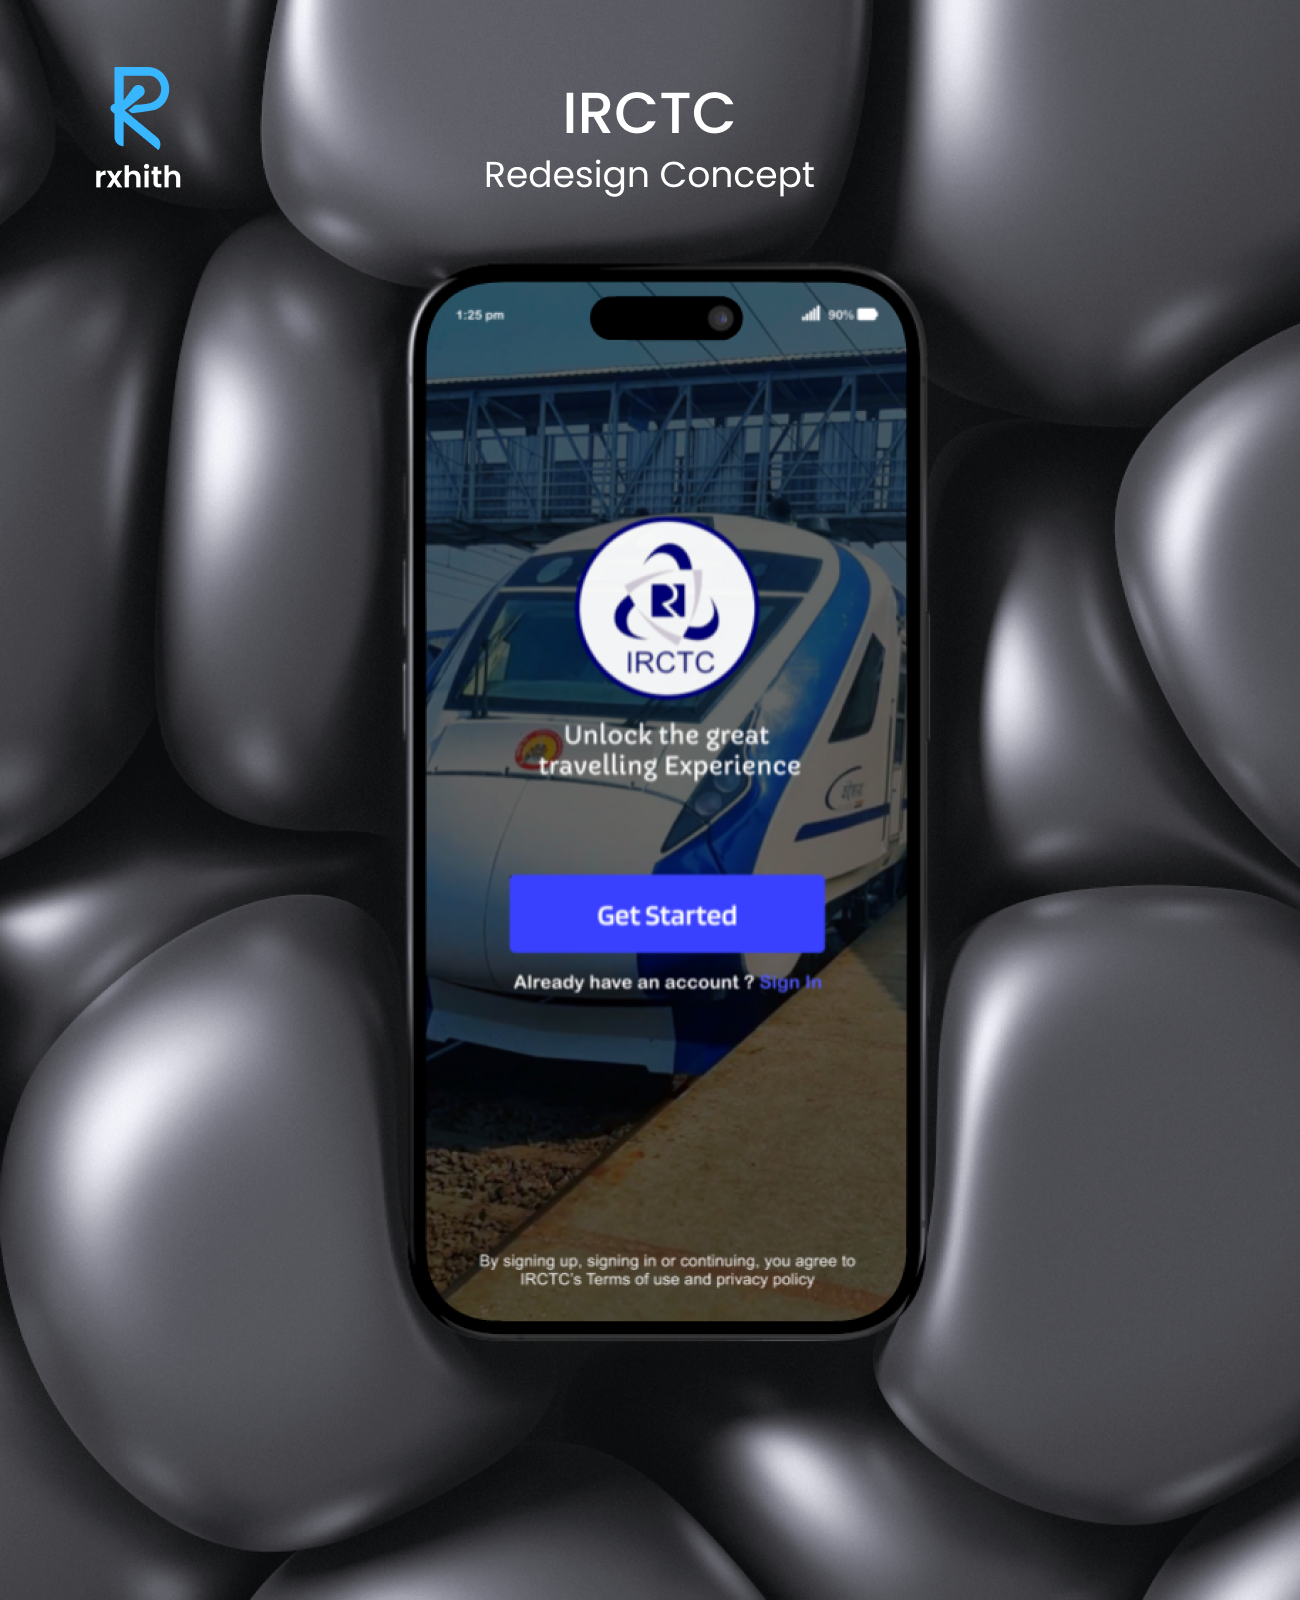 rxhith
IRCTC
Redesign Concept
1:25 pm
90%
IRCTC
Unlock the great
travelling Experience
Get Started
Already have an account ? Sign In
By signing up, signing in or continuing, you agree to
IRCTC's Terms of use and privacy policy